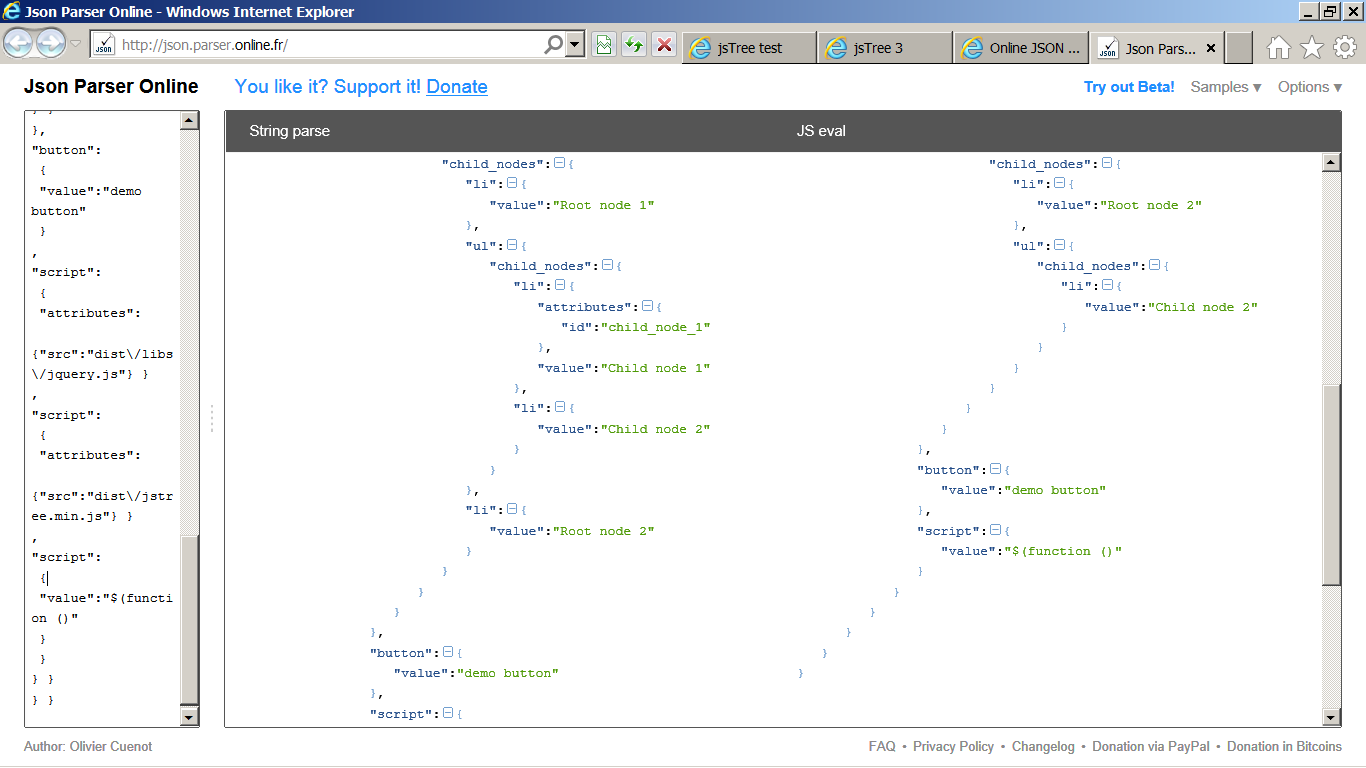 Json Parser Online - Windows Internet Explorer
http://json.parser.online.fr/
jsTree test
jsTree 3
Online JSON ...
Json Pars...
Json Parser Online
You like it? Support it! Donate
Try out Beta!
Samples ▼
Options ▼
},
"button":
{
"value":"demo
button"
}
,
"script":
{
"attributes":
{"src":"dist\/libs
\/jquery.js"} }
,
"script":
{
"attributes":
{"src":"dist\/jstr
ee.min.js"} }
,
"script":
{
"value":"$(functi
on ()"
}
}
} }
} }
String parse
"child_nodes":{
"li":{
"value":"Root node 1"
},
"ul":{
"child_nodes":{
"li":{
"attributes":{
"id":"child_node_1"
},
"value":"Child node 1"
},
"li":{
"value":"Child node 2"
}
}
},
"li":{
"value":"Root node 2"
}
}
}
}
},
"button":{
"value":"demo button"
},
"script":{
JS eval
"child_nodes":{
"li":{
"value":"Root node 2"
},
"ul":{
"child_nodes":{
"li":{
"value":"Child node 2"
}
}
}
}
}
}
},
"button":{
"value":"demo button"
},
"script":{
"value":"$(function ()"
}
}
}
}
}
}
Author: Olivier Cuenot
FAQ • Privacy Policy • Changelog • Donation via PayPal • Donation in Bitcoins